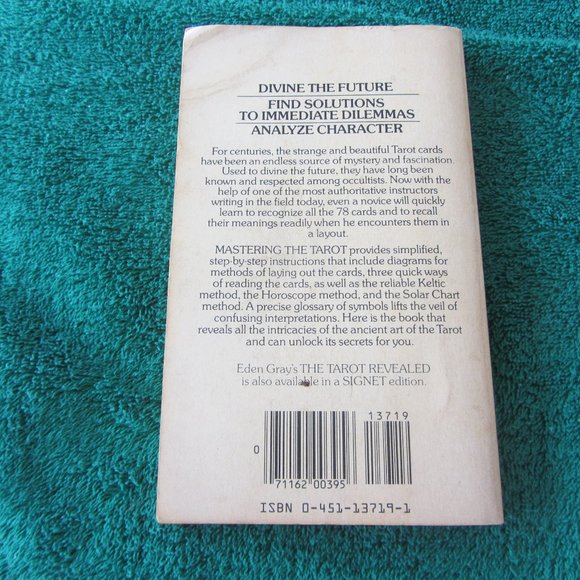 DIVINE THE FUTURE
FIND SOLUTIONS
TO IMMEDIATE DILEMMAS
ANALYZE CHARACTER
For centuries, the strange and beautiful Tarot cards
have been an endless source of mystery and fascination.
Used to divine the future, they have long been
known and respected among occultists. Now with the
help of one of the most authoritative instructors
writing in the field today, even a novice will quickly
learn to recognize all the 78 cards and to recall
their meanings readily when he encounters them in
a layout.
MASTERING THE TAROT provides simplified,
step-by-step instructions that include diagrams for
methods of laying out the cards, three quick ways
of reading the cards, as well as the reliable Keltic
method, the Horoscope method, and the Solar Chart
method. A precise glossary of symbols lifts the veil of
confusing interpretations. Here is the book that
reveals all the intricacies of the ancient art of the Tarot
and can unlock its secrets for you.
Eden Gray's THE TAROT REVEALED
is also available in a SIGNET edition.
13719
0
71162 00395
ISBN 0-451-13719-1